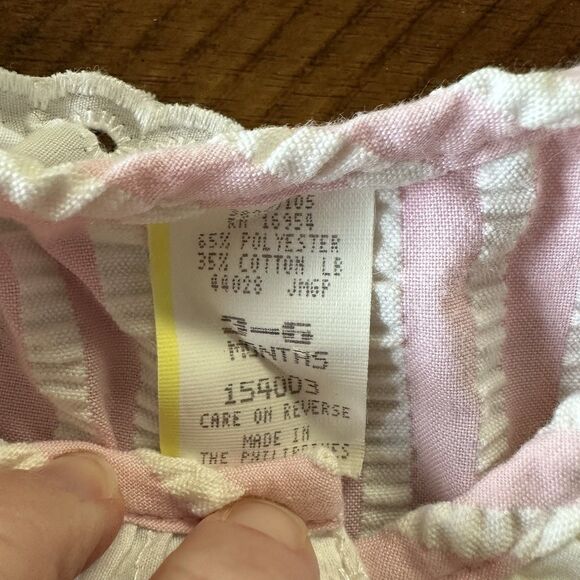 /105
RN 16954
65% POLYESTER
35% COTTON LB
44028 JMGP
3-6
MONTHS
154003
CARE ON REVERSE
MADE IN
THE PHILIPPINES